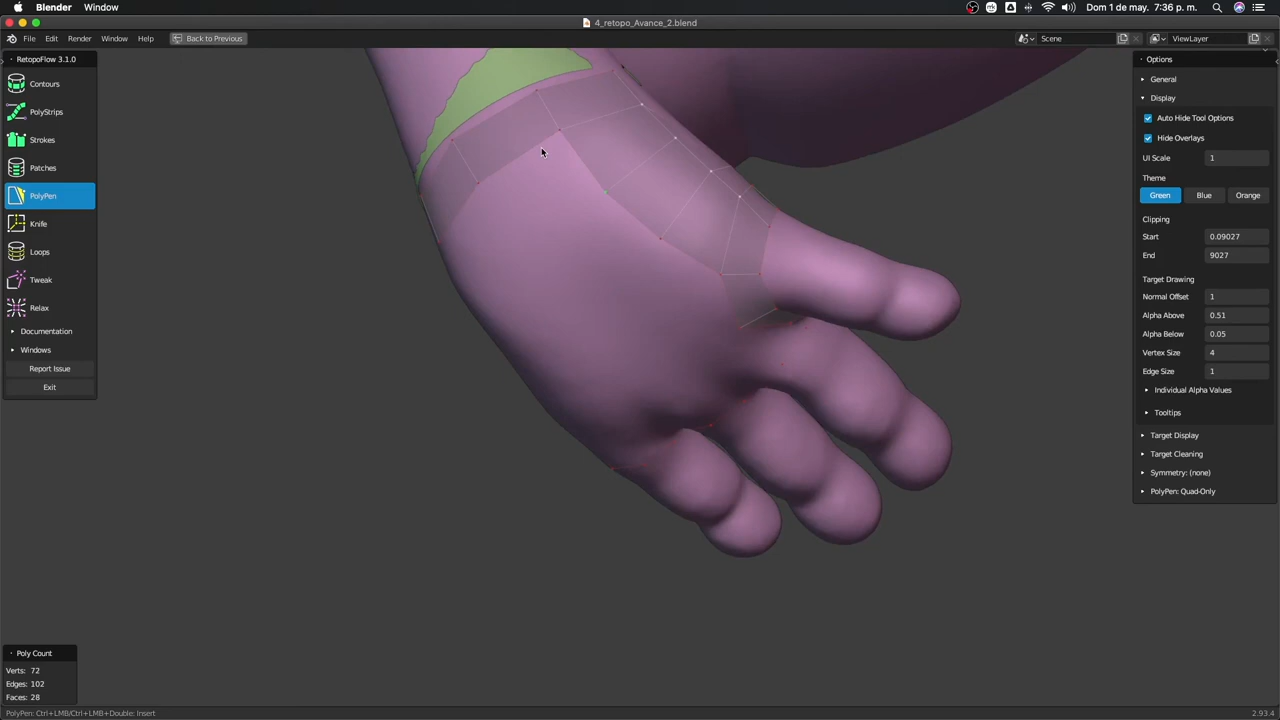 Blender Window
Dom 1 de may. 7:36 p. m.
4_retopo_Avance_2.blend
File Edit Render Window Help Back to Previous
Scene ViewLayer
RetopoFlow 3.1.0
Contours
PolyStrips
Strokes
Patches
PolyPen
Knife
Loops
Tweak
Relax
Documentation
Windows
Report Issue
Exit
Options
General
Display
Auto Hide Tool Options
Hide Overlays
UI Scale 1
Theme
Green Blue Orange
Clipping
Start 0.09027
End 9027
Target Drawing
Normal Offset 1
Alpha Above 0.51
Alpha Below 0.05
Vertex Size 4
Edge Size 1
Individual Alpha Values
Tooltips
Target Display
Target Cleaning
Symmetry: (none)
PolyPen: Quad-Only
Poly Count
Verts: 72
Edges: 102
Faces: 28
PolyPen: Ctrl+LMB/Ctrl+LMB+Double: Insert
2.93.4